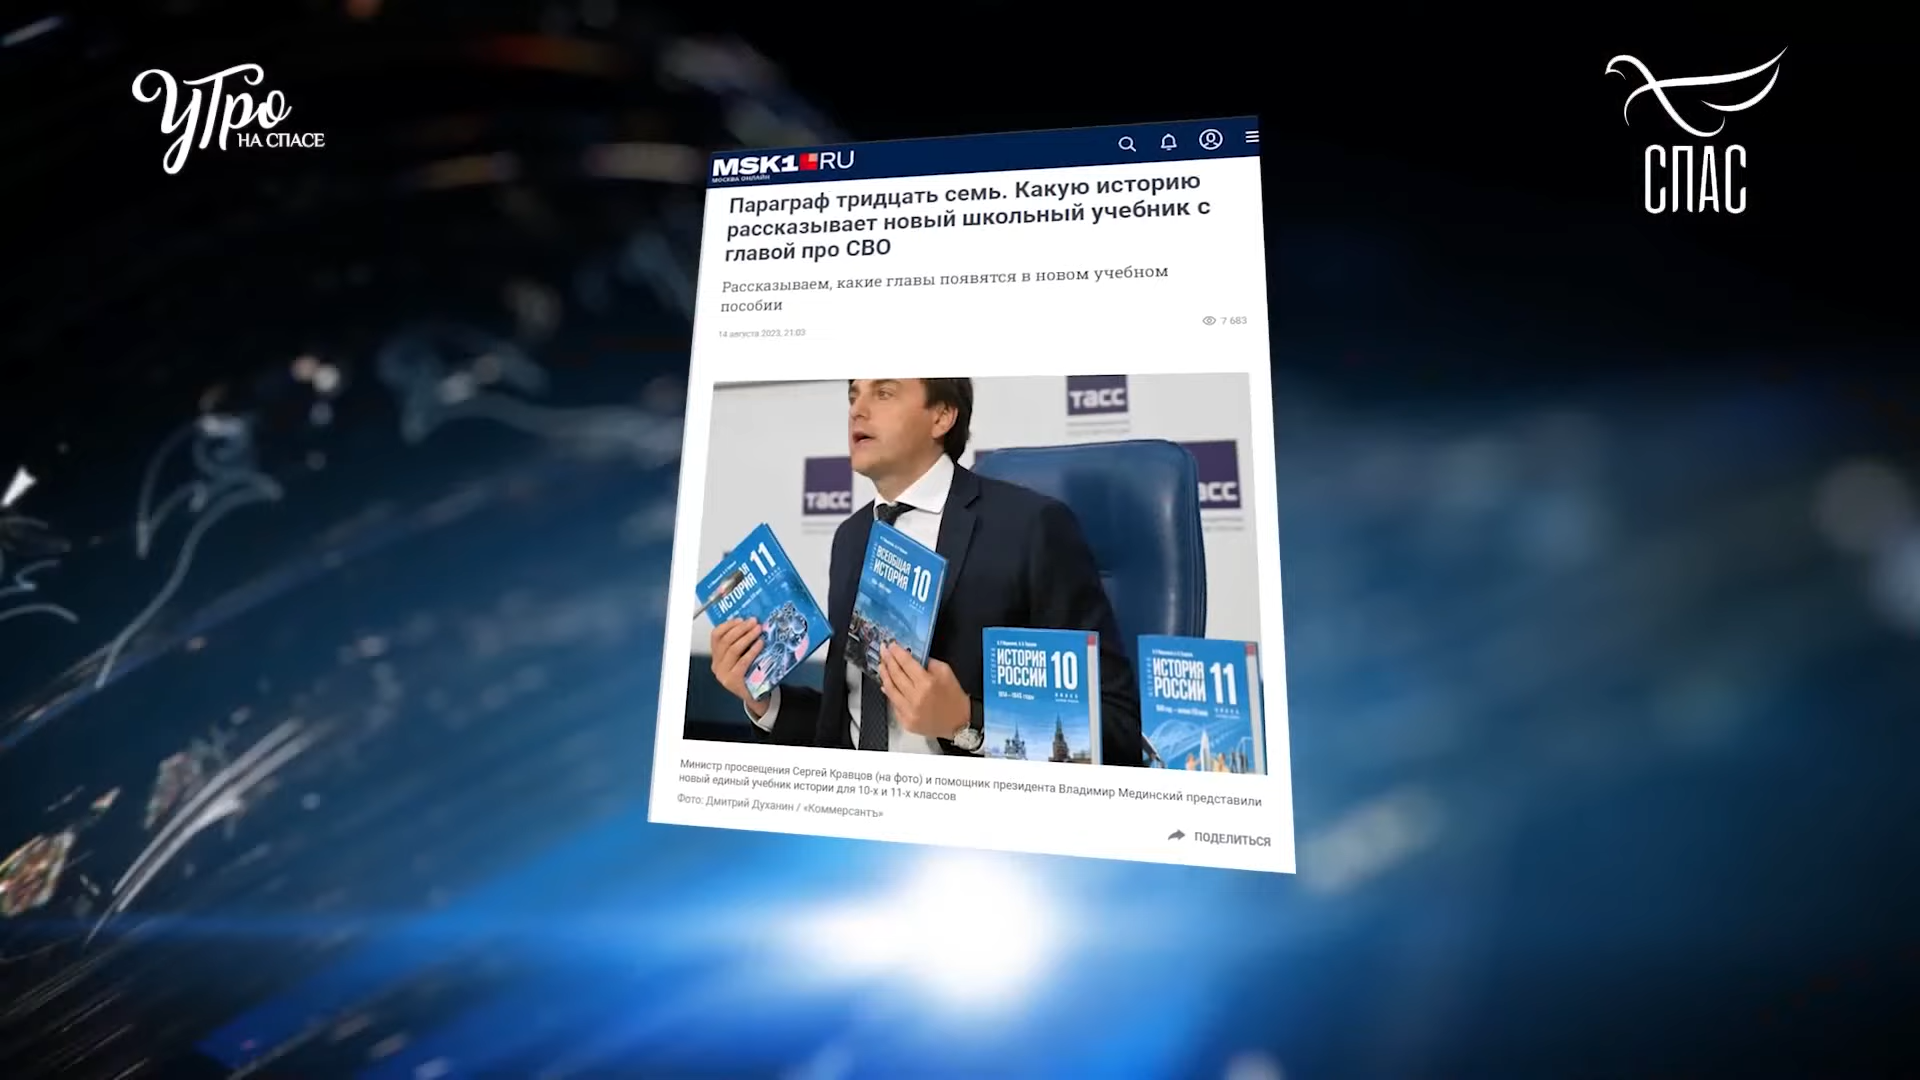 Утро
НА СПАСЕ
СПАС
MSK1.RU
МОСКВА ОНЛАЙН
Параграф тридцать семь. Какую историю
рассказывает новый школьный учебник с
главой про СВО
Рассказываем, какие главы появятся в новом учебном
пособии
14 августа 2023, 21:03
7 683
ТАСС
ТАСС
ИСТОРИЯ
11
ВСЕОБЩАЯ
ИСТОРИЯ
10
ИСТОРИЯ
РОССИИ
10
ИСТОРИЯ
РОССИИ
11
Министр просвещения Сергей Кравцов (на фото) и помощник президента Владимир Мединский представили
новый единый учебник истории для 10-х и 11-х классов
Фото: Дмитрий Духанин / «Коммерсантъ»
ПОДЕЛИТЬСЯ